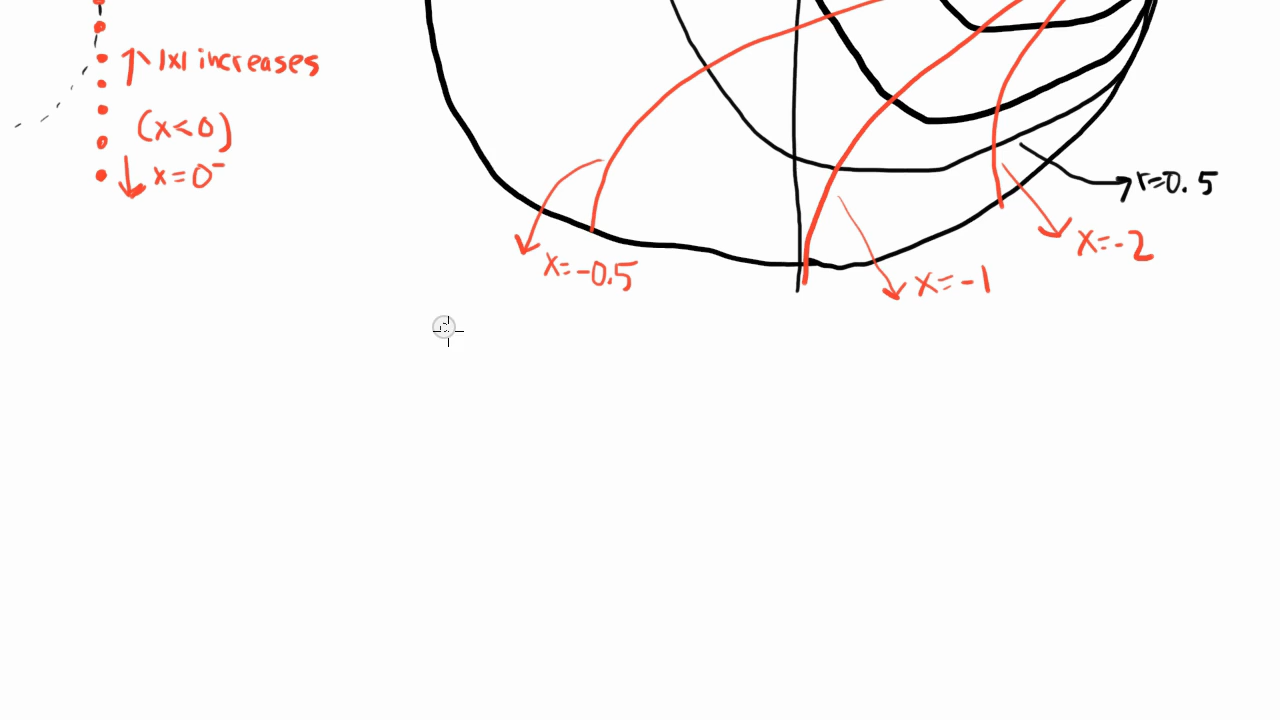 ↑ |x| increases
(x<0)
↓ x=0⁻
r=0.5
x=-2
x=-0.5
x=-1